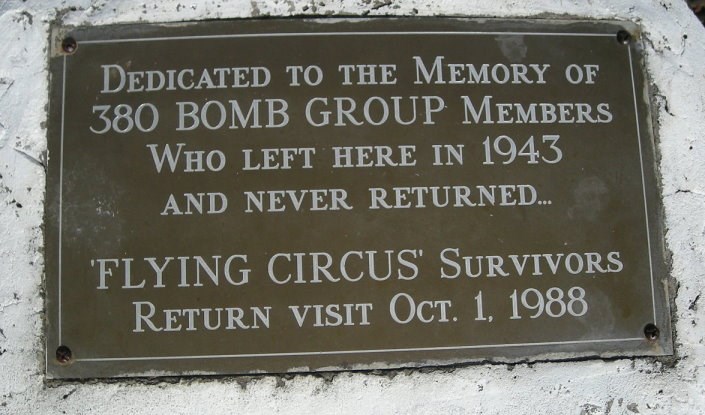 Dedicated to the Memory of
380 BOMB GROUP Members
Who left here in 1943
and never returned...
'FLYING CIRCUS' Survivors
Return visit Oct. 1, 1988